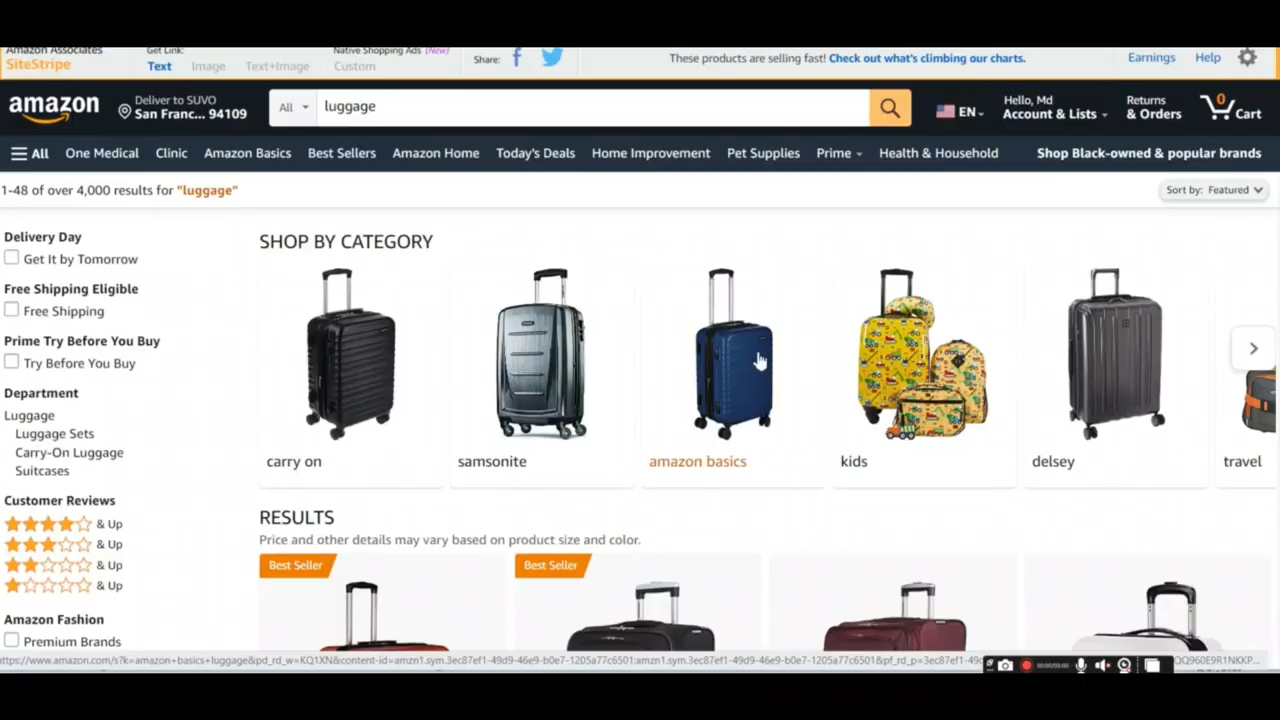 Amazon Associates
SiteStripe
Get Link:
Text Image Text+Image
Native Shopping Ads (New)
Custom
Share:
These products are selling fast! Check out what's climbing our charts.
Earnings Help
amazon
Deliver to SUVO
San Franc... 94109
All
luggage
EN
Hello, Md
Account & Lists
Returns
& Orders
0
Cart
All One Medical Clinic Amazon Basics Best Sellers Amazon Home Today's Deals Home Improvement Pet Supplies Prime Health & Household Shop Black-owned & popular brands
1-48 of over 4,000 results for "luggage"
Sort by: Featured
Delivery Day
Get It by Tomorrow
Free Shipping Eligible
Free Shipping
Prime Try Before You Buy
Try Before You Buy
Department
Luggage
Luggage Sets
Carry-On Luggage
Suitcases
Customer Reviews
& Up
& Up
& Up
& Up
Amazon Fashion
Premium Brands
SHOP BY CATEGORY
carry on
samsonite
amazon basics
kids
delsey
travel
RESULTS
Price and other details may vary based on product size and color.
Best Seller
Best Seller